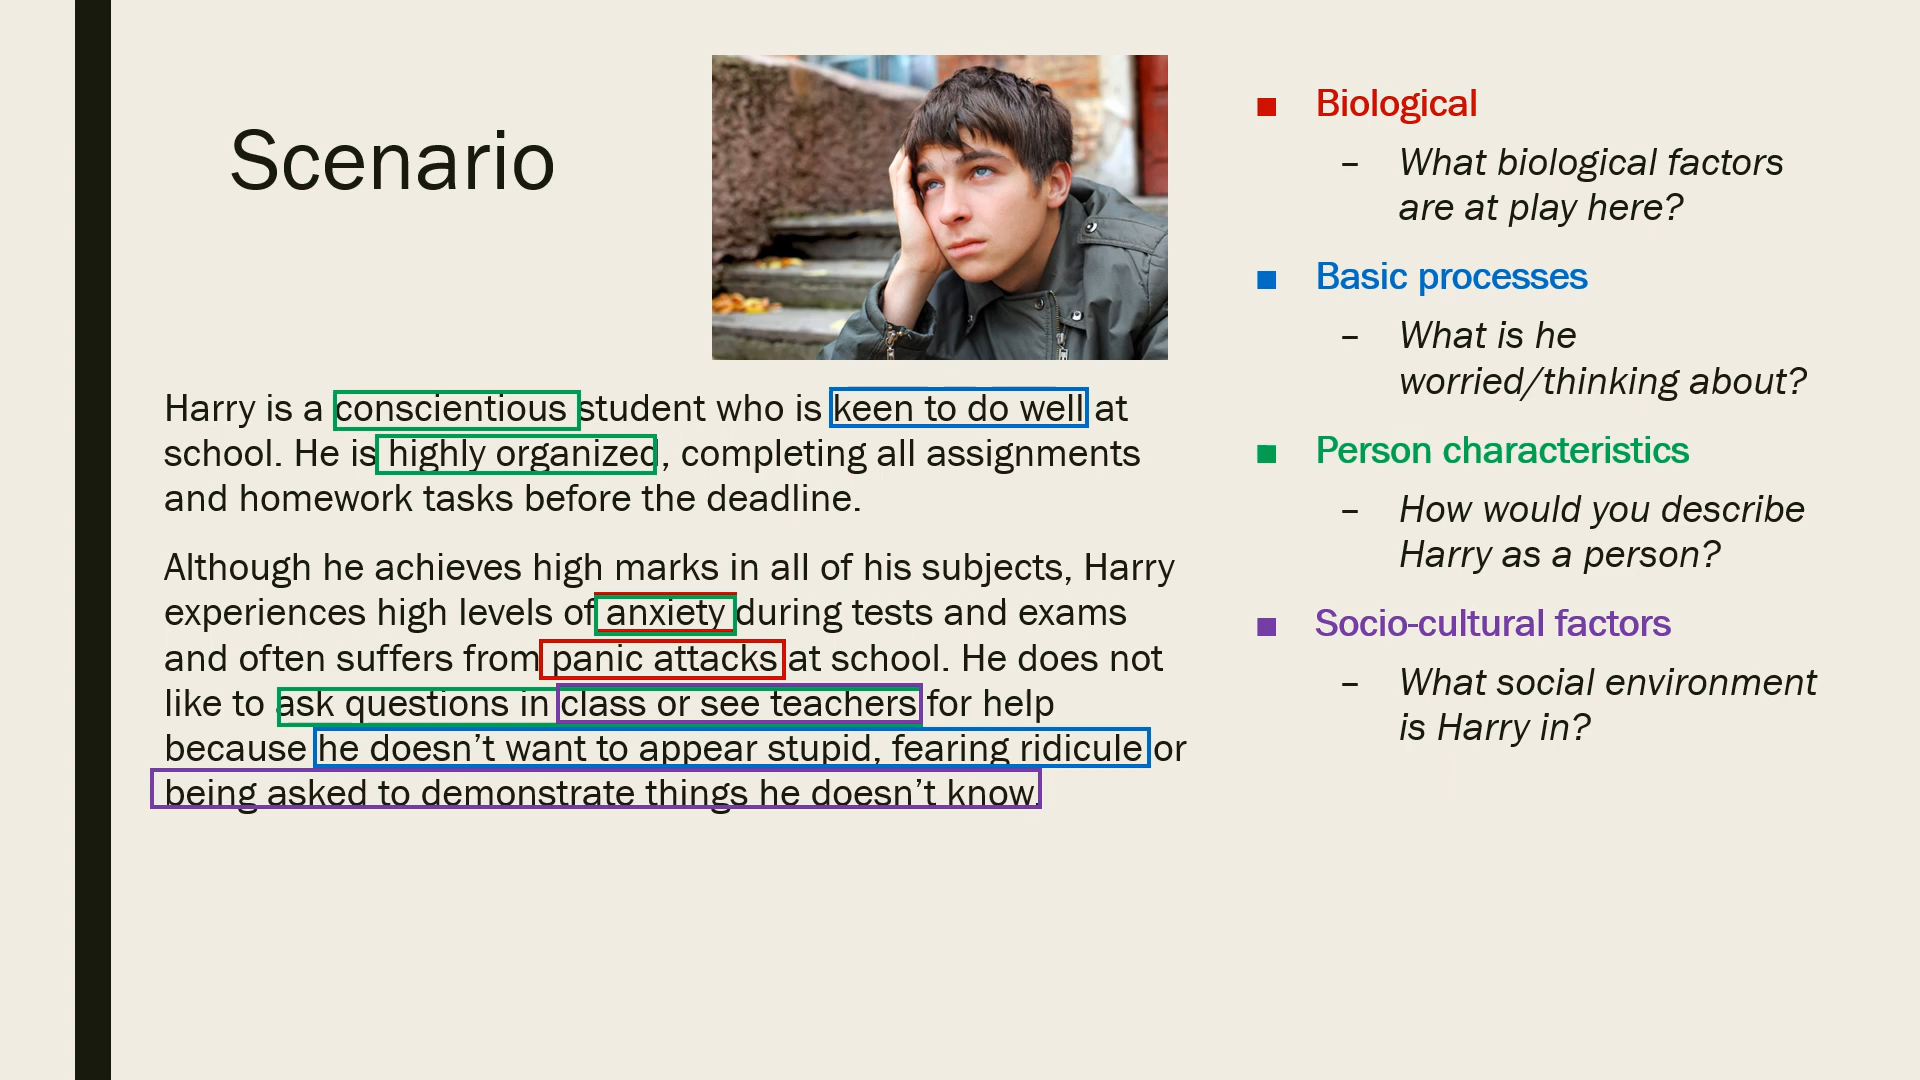 Scenario
Harry is a conscientious student who is keen to do well at
school. He is highly organized, completing all assignments
and homework tasks before the deadline.
Although he achieves high marks in all of his subjects, Harry
experiences high levels of anxiety during tests and exams
and often suffers from panic attacks at school. He does not
like to ask questions in class or see teachers for help
because he doesn’t want to appear stupid, fearing ridicule or
being asked to demonstrate things he doesn’t know.
■ Biological
– What biological factors
are at play here?
■ Basic processes
– What is he
worried/thinking about?
■ Person characteristics
– How would you describe
Harry as a person?
■ Socio-cultural factors
– What social environment
is Harry in?